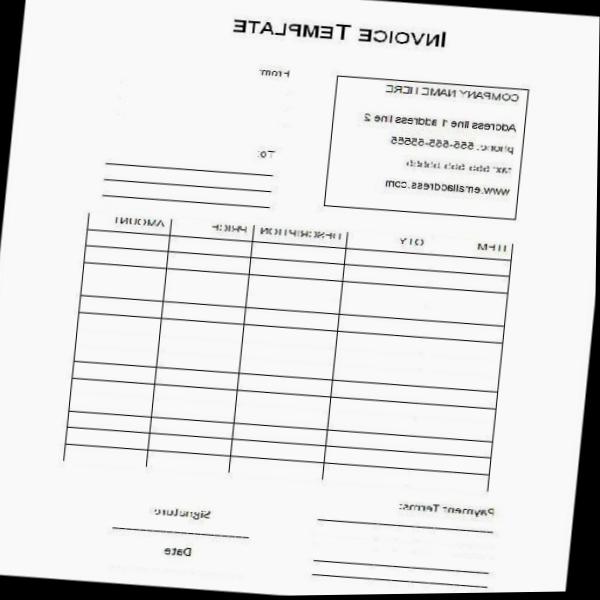 INVOICE TEMPLATE
COMPANY NAME HERE
Address line 1 address line 2
phone: 555-555-55555
fax: 555 555 55555
www.emailaddress.com
From:
To:
ITEM QTY DESCRIPTION PRICE AMOUNT
Payment Terms:
Signature
Date